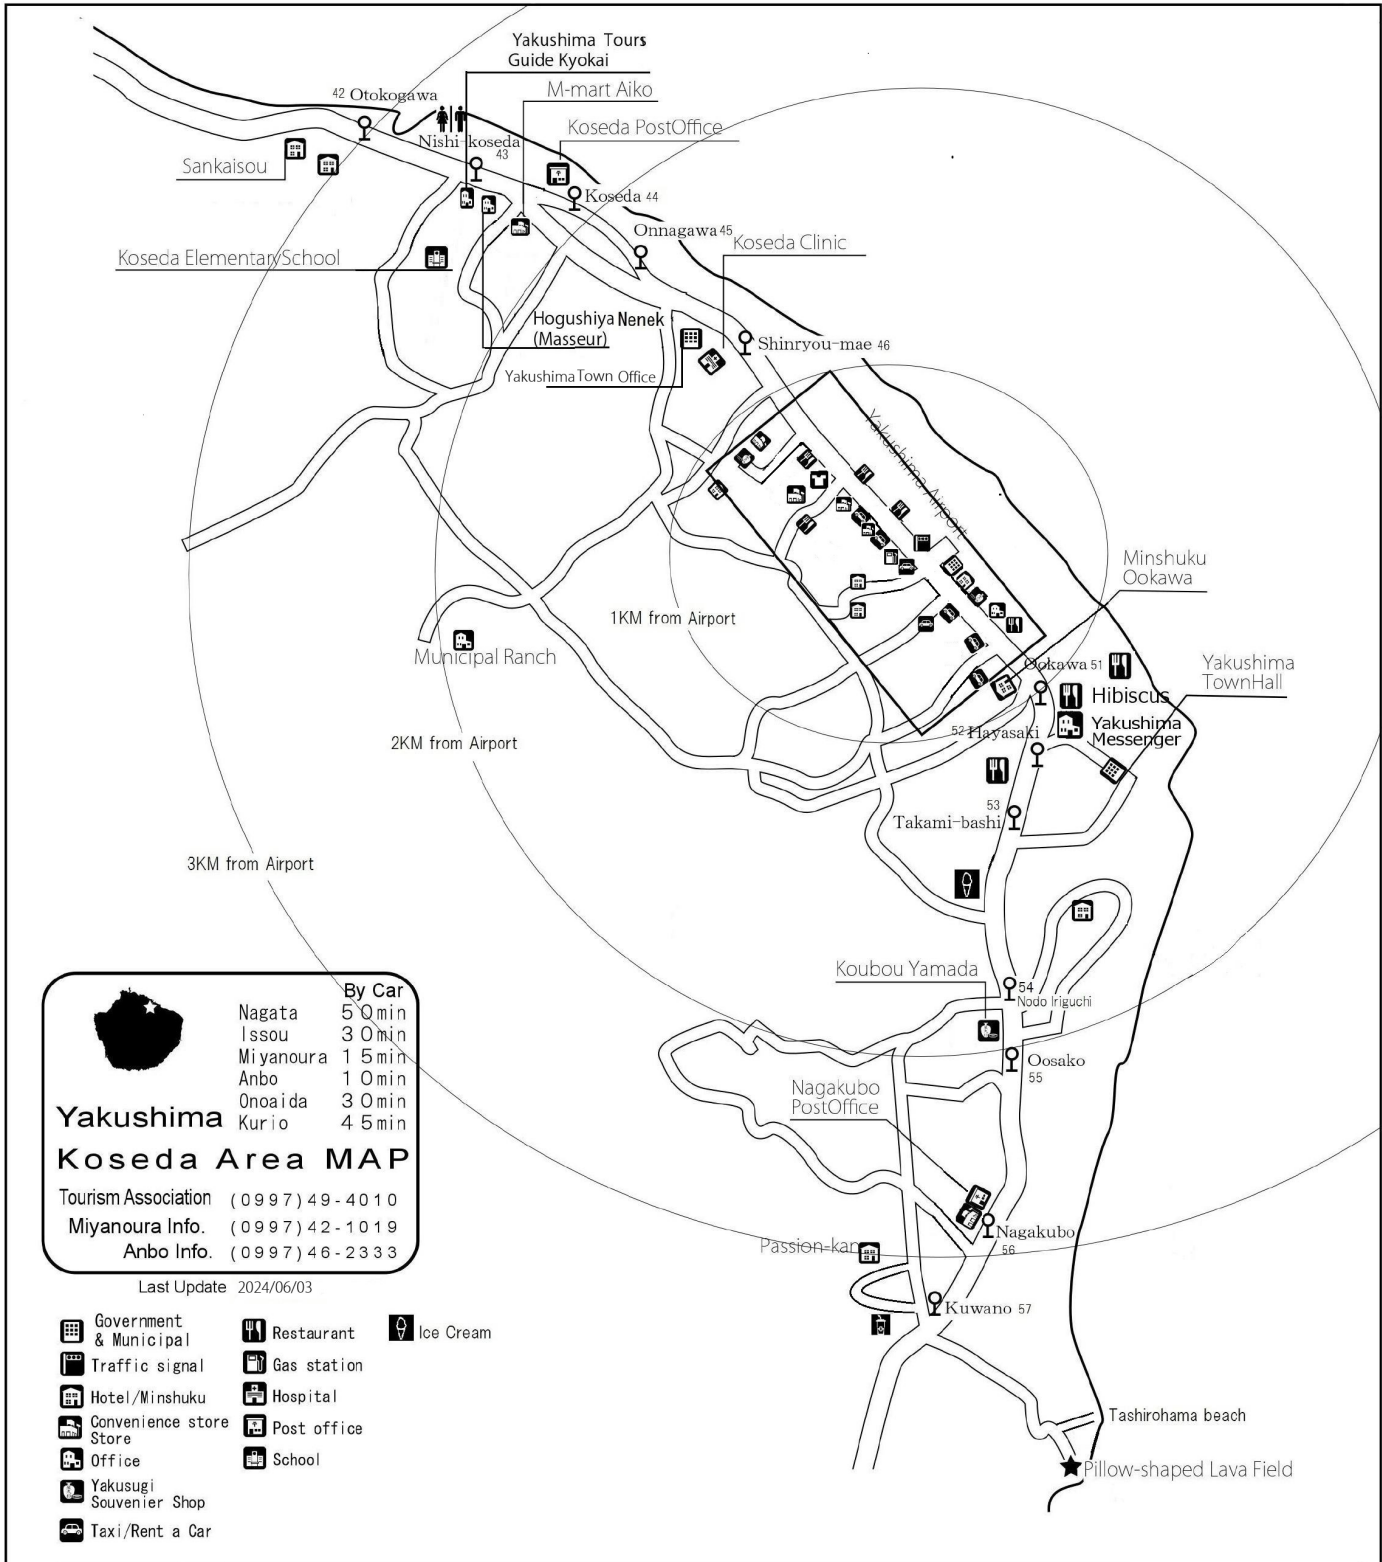 Yakushima Tours
Guide Kyokai
M-mart Aiko
42 Otokogawa
Koseda PostOffice
Nishi-koseda
43
Sankaisou
Koseda 44
Onnagawa 45
Koseda Clinic
Koseda Elementary School
Hogushiya Nenek
(Masseur)
Shinryou-mae 46
Yakushima Town Office
Yakushima Airport
Minshuku
Ookawa
1KM from Airport
Municipal Ranch
Ookawa 51
Yakushima
TownHall
Hibiscus
52 Hayasaki
Yakushima
Messenger
2KM from Airport
53
Takami-bashi
3KM from Airport
Koubou Yamada
54
Nodo Iriguchi
Oosako
55
Nagakubo
PostOffice
Nagakubo
56
Passion-kan
Kuwano 57
Tashirohama beach
Pillow-shaped Lava Field
By Car
Nagata 50min
Issou 30min
Miyanoura 15min
Anbo 10min
Onoaida 30min
Kurio 45min
Yakushima
Koseda Area MAP
Tourism Association (0997)49-4010
Miyanoura Info. (0997)42-1019
Anbo Info. (0997)46-2333
Last Update 2024/06/03
Government
& Municipal
Traffic signal
Hotel/Minshuku
Convenience store
Store
Office
Yakusugi
Souvenier Shop
Taxi/Rent a Car
Restaurant
Gas station
Hospital
Post office
School
Ice Cream